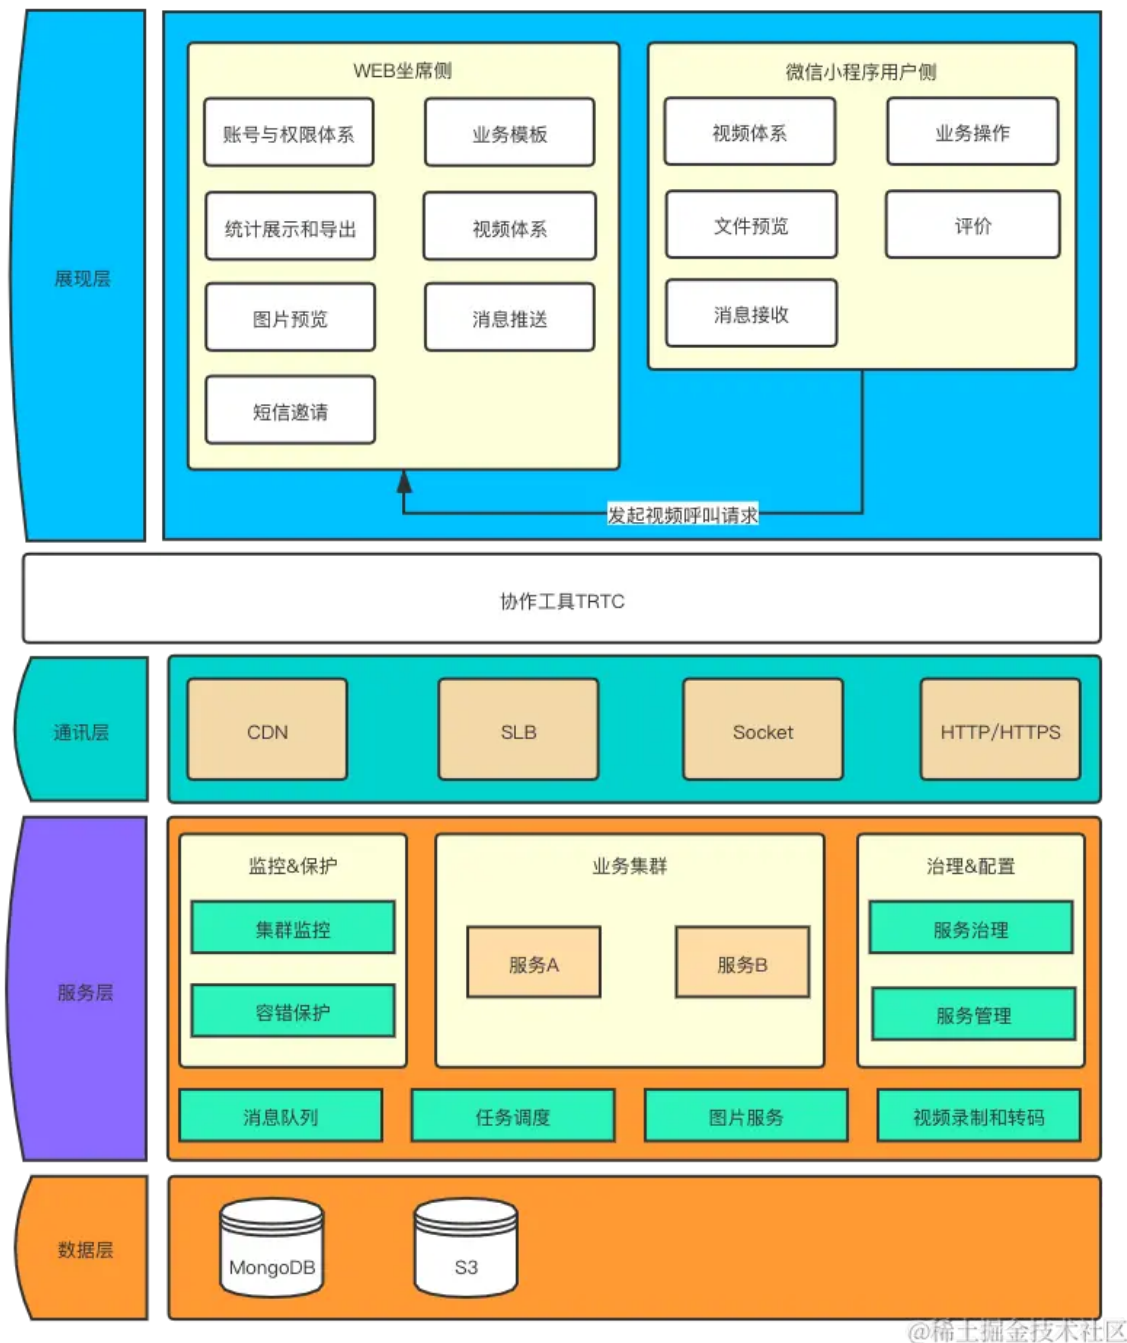 展现层
WEB坐席侧
账号与权限体系
业务模板
统计展示和导出
视频体系
图片预览
消息推送
短信邀请
微信小程序用户侧
视频体系
业务操作
文件预览
评价
消息接收
发起视频呼叫请求
协作工具TRTC
通讯层
CDN
SLB
Socket
HTTP/HTTPS
服务层
监控&保护
集群监控
容错保护
业务集群
服务A
服务B
治理&配置
服务治理
服务管理
消息队列
任务调度
图片服务
视频录制和转码
数据层
MongoDB
S3
@稀土掘金技术社区